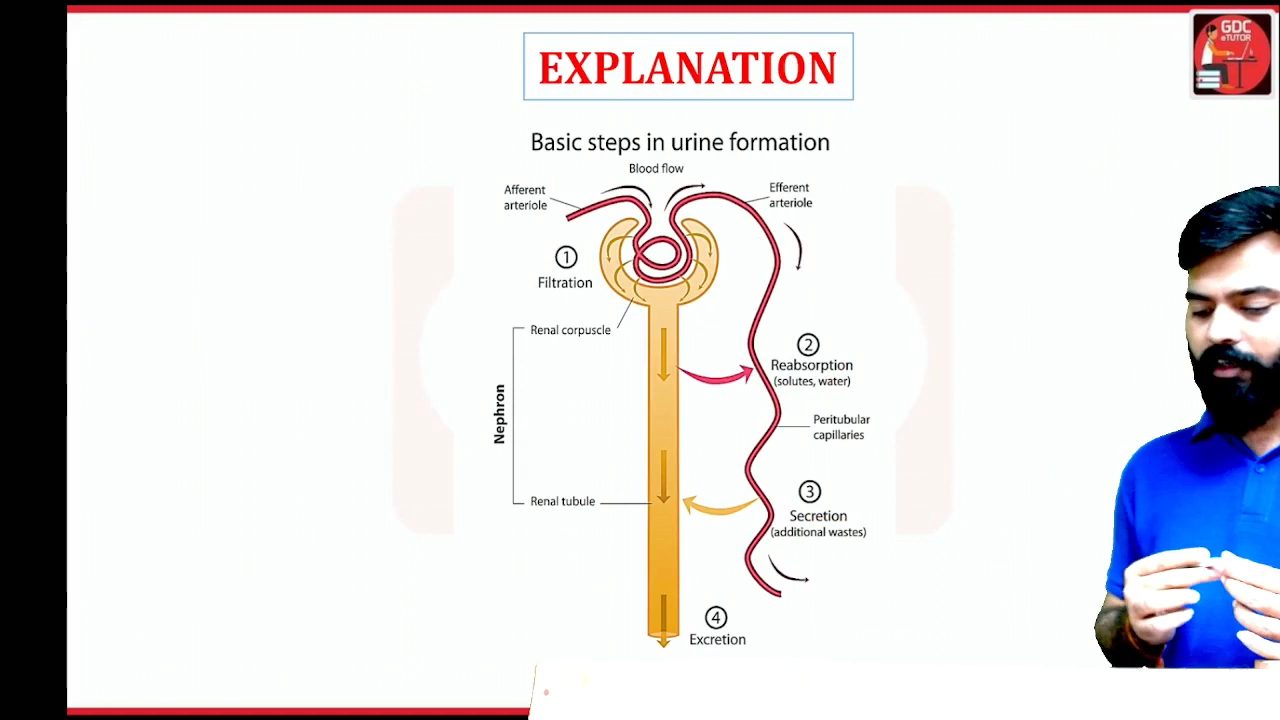 GDC
eTUTOR
EXPLANATION
Basic steps in urine formation
Blood flow
Afferent
arteriole
Efferent
arteriole
1
Filtration
Renal corpuscle
2
Reabsorption
(solutes, water)
Nephron
Peritubular
capillaries
3
Secretion
(additional wastes)
Renal tubule
4
Excretion